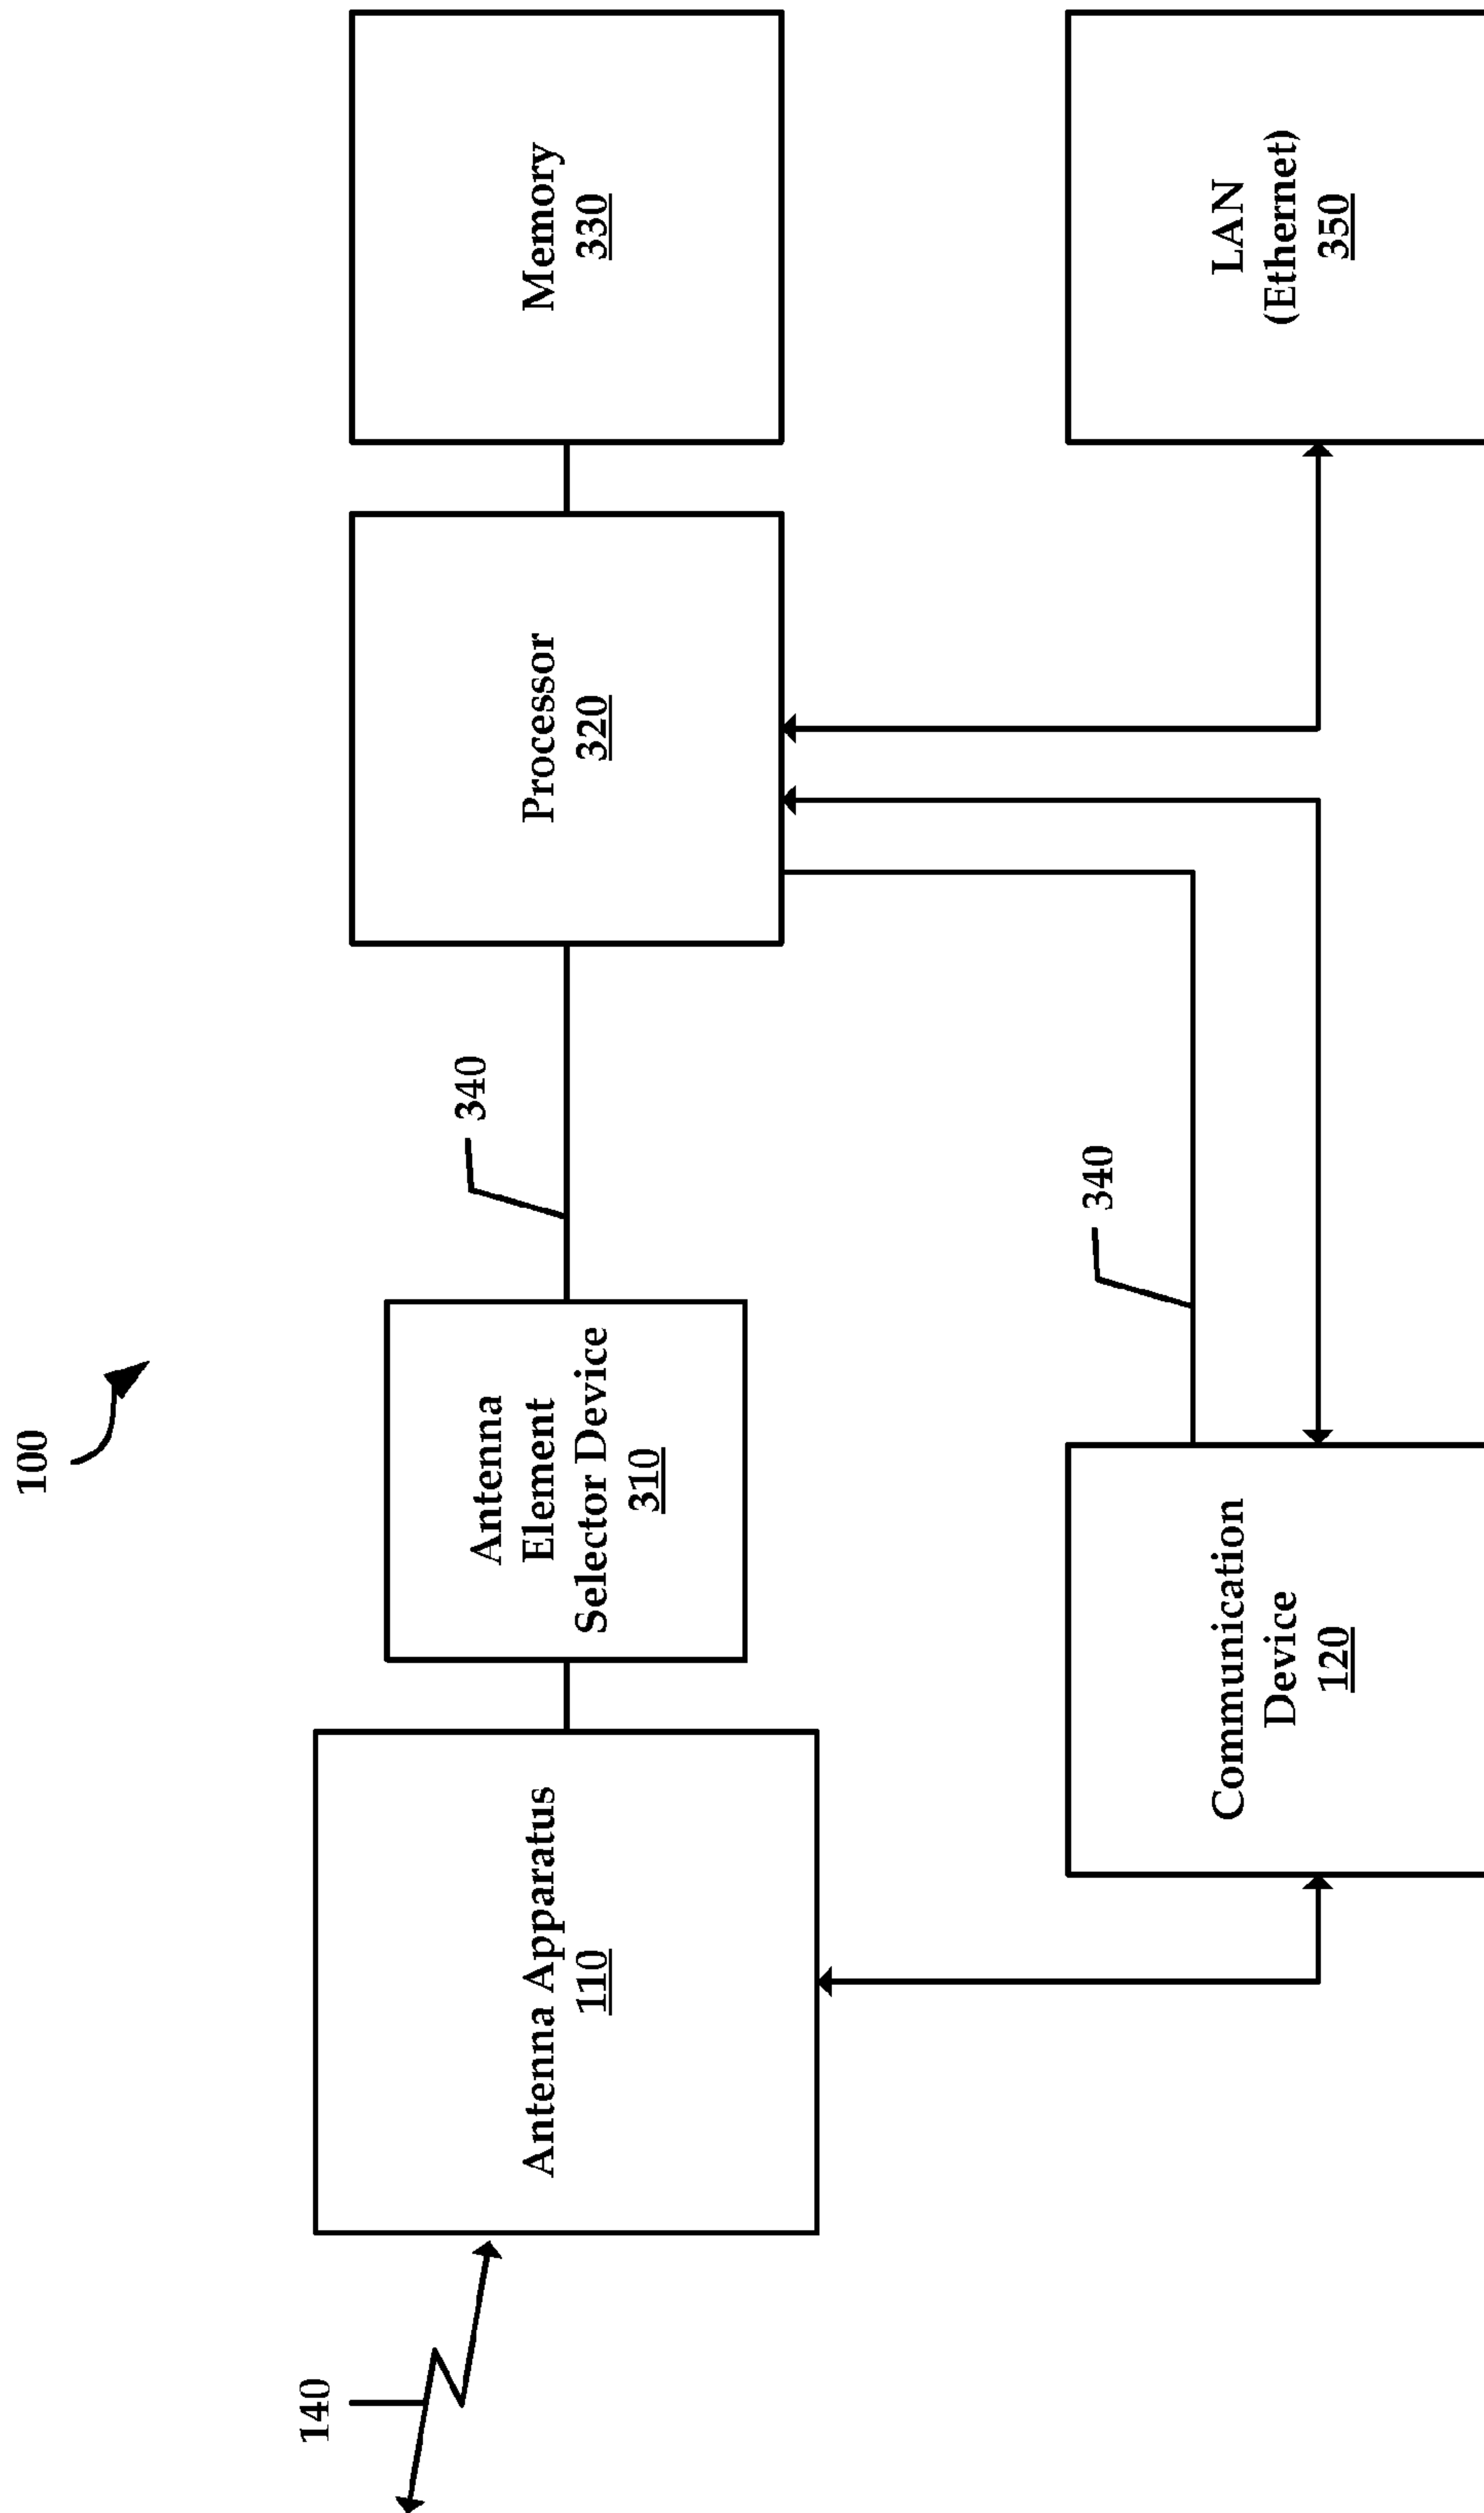 100
140
Antenna Apparatus
110
Antenna
Element
Selector Device
310
340
Processor
320
Memory
330
340
Communication
Device
120
LAN
(Ethernet)
350